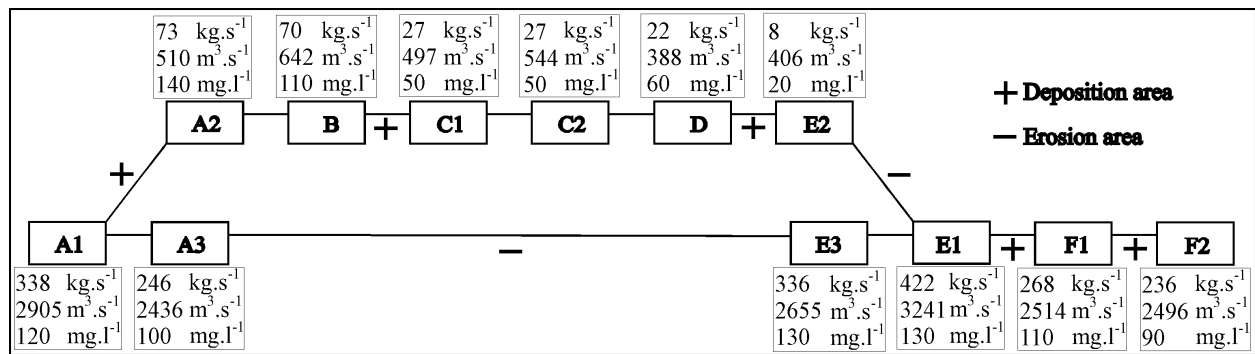 73 kg.s⁻¹
510 m³.s⁻¹
140 mg.l⁻¹
70 kg.s⁻¹
642 m³.s⁻¹
110 mg.l⁻¹
27 kg.s⁻¹
497 m³.s⁻¹
50 mg.l⁻¹
27 kg.s⁻¹
544 m³.s⁻¹
50 mg.l⁻¹
22 kg.s⁻¹
388 m³.s⁻¹
60 mg.l⁻¹
8 kg.s⁻¹
406 m³.s⁻¹
20 mg.l⁻¹
+ Deposition area
− Erosion area
A2
B
+
C1
C2
D
+
E2
+
−
A1
A3
−
E3
E1
+
F1
+
F2
338 kg.s⁻¹
2905 m³.s⁻¹
120 mg.l⁻¹
246 kg.s⁻¹
2436 m³.s⁻¹
100 mg.l⁻¹
336 kg.s⁻¹
2655 m³.s⁻¹
130 mg.l⁻¹
422 kg.s⁻¹
3241 m³.s⁻¹
130 mg.l⁻¹
268 kg.s⁻¹
2514 m³.s⁻¹
110 mg.l⁻¹
236 kg.s⁻¹
2496 m³.s⁻¹
90 mg.l⁻¹